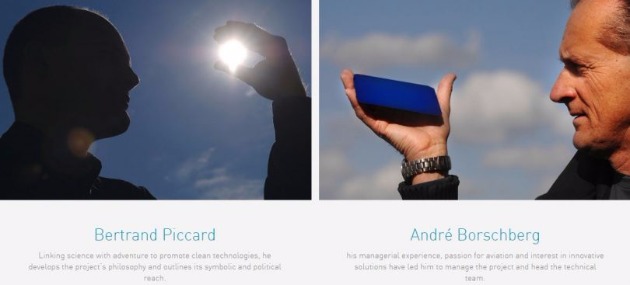 Bertrand Piccard
Linking science with adventure to promote clean technologies, he
develops the project's philosophy and outlines its symbolic and political
reach.
André Borschberg
his managerial experience, passion for aviation and interest in innovative
solutions have led him to manage the project and head the technical
team.